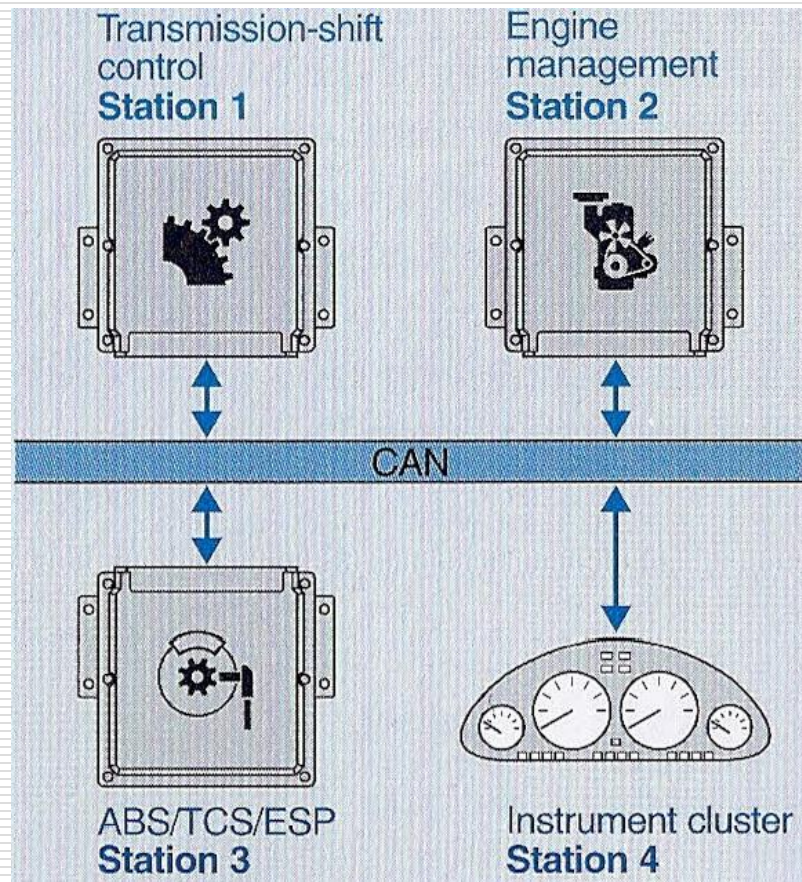 Transmission-shift
control
Station 1
Engine
management
Station 2
CAN
ABS/TCS/ESP
Station 3
Instrument cluster
Station 4